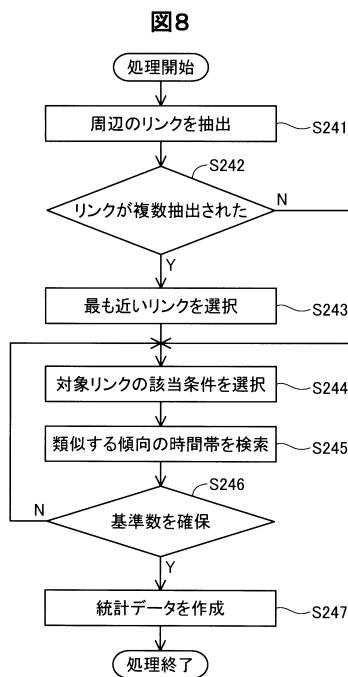 図8
処理開始
周辺のリンクを抽出
S241
S242
リンクが複数抽出された
N
Y
最も近いリンクを選択
S243
対象リンクの該当条件を選択
S244
類似する傾向の時間帯を検索
S245
S246
基準数を確保
N
Y
統計データを作成
S247
処理終了